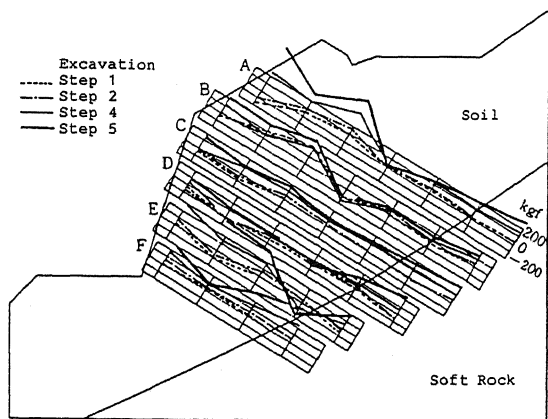 Excavation
Step 1
Step 2
Step 4
Step 5
A
B
C
D
E
F
Soil
kgf
200
0
-200
Soft Rock